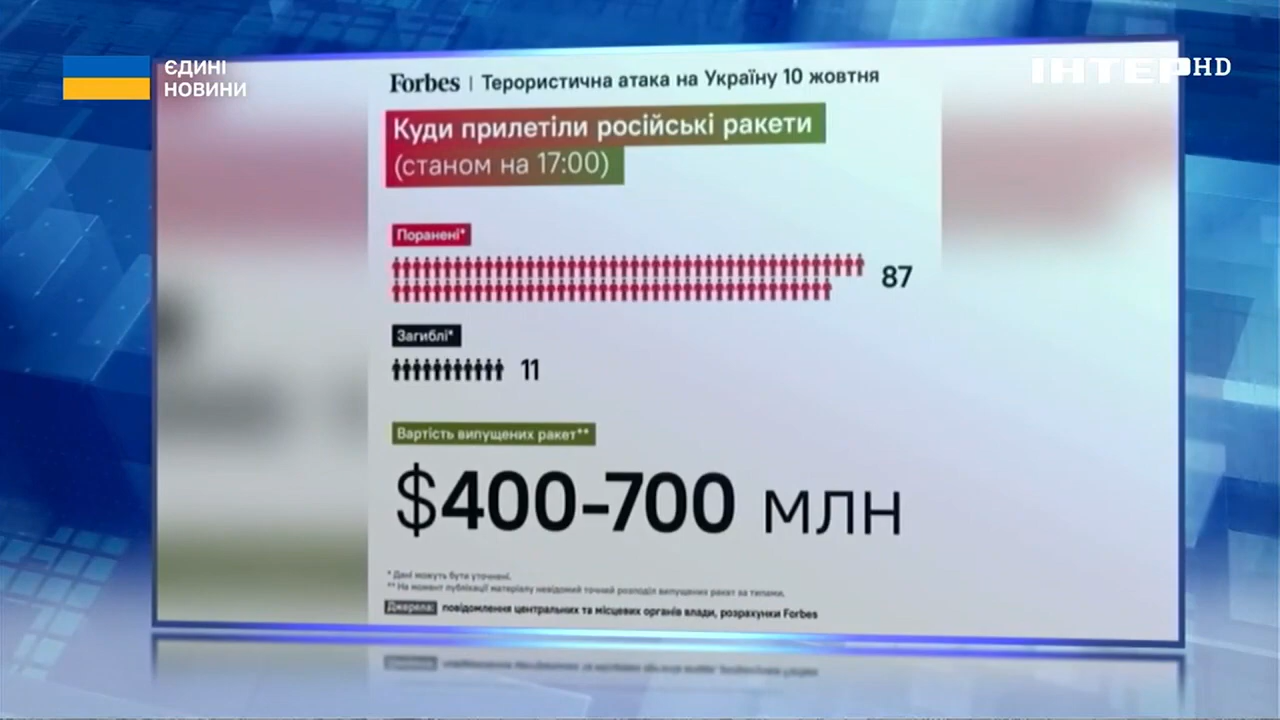 ЄДИНІ
НОВИНИ
ІНТЕРHD
Forbes | Терористична атака на Україну 10 жовтня
Куди прилетіли російські ракети
(станом на 17:00)
Поранені*
87
Загиблі*
11
Вартість випущених ракет**
$400-700 млн
* Дані можуть бути уточнені.
** На момент публікації матеріалу невідомий точний розподіл випущених ракет за типами.
Джерела: повідомлення центральних та місцевих органів влади, розрахунки Forbes